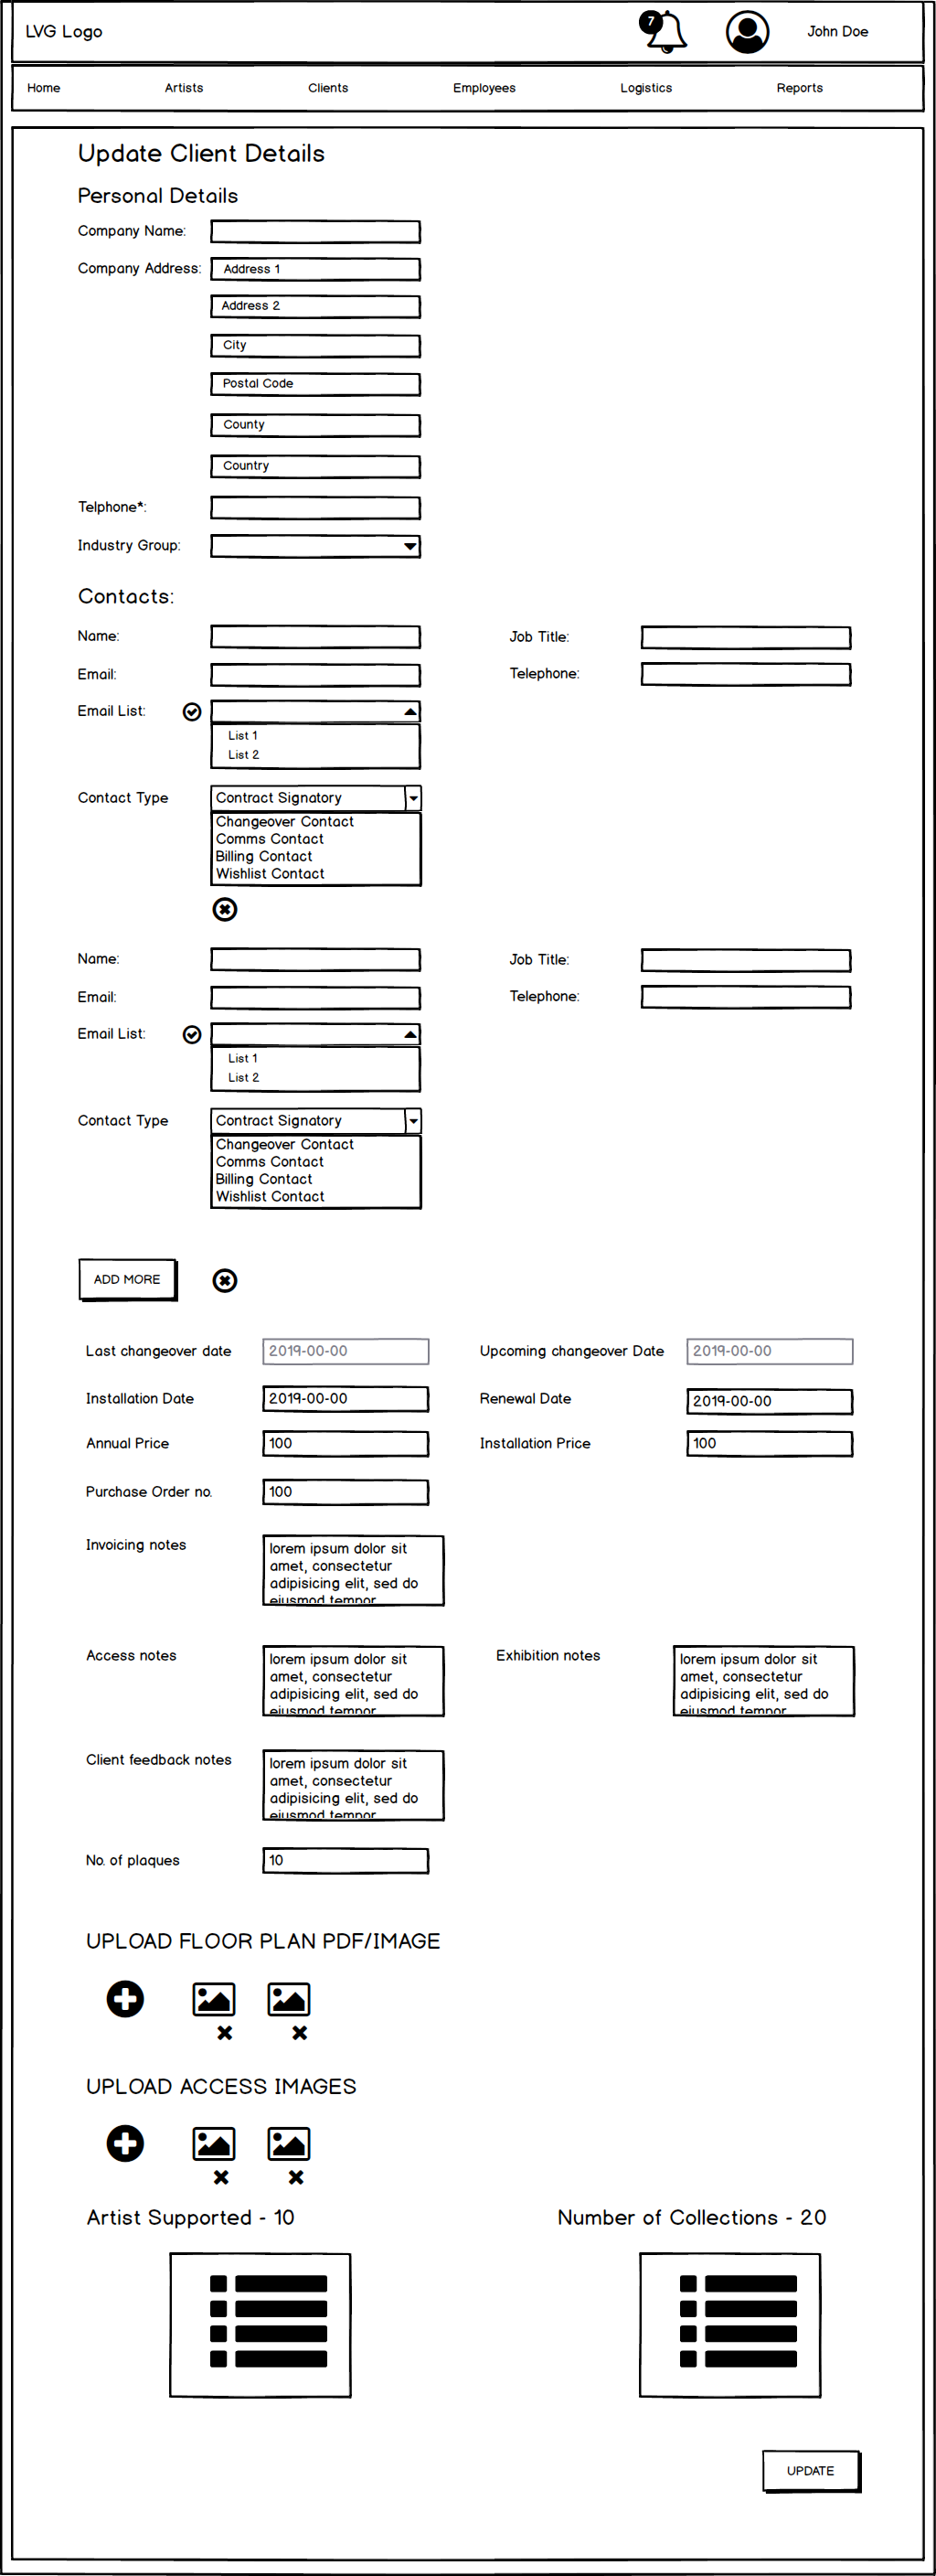 LVG Logo
7
John Doe
Home Artists Clients Employees Logistics Reports
Update Client Details
Personal Details
Company Name:
Company Address: Address 1
Address 2
City
Postal Code
County
Country
Telphone*:
Industry Group:
Contacts:
Name: Job Title:
Email: Telephone:
Email List:
List 1
List 2
Contact Type Contract Signatory
Changeover Contact
Comms Contact
Billing Contact
Wishlist Contact
Name: Job Title:
Email: Telephone:
Email List:
List 1
List 2
Contact Type Contract Signatory
Changeover Contact
Comms Contact
Billing Contact
Wishlist Contact
ADD MORE
Last changeover date 2019-00-00 Upcoming changeover Date 2019-00-00
Installation Date 2019-00-00 Renewal Date 2019-00-00
Annual Price 100 Installation Price 100
Purchase Order no. 100
Invoicing notes lorem ipsum dolor sit
amet, consectetur
adipisicing elit, sed do
eiusmod tempor
Access notes lorem ipsum dolor sit
amet, consectetur
adipisicing elit, sed do
eiusmod tempor
Exhibition notes lorem ipsum dolor sit
amet, consectetur
adipisicing elit, sed do
eiusmod tempor
Client feedback notes lorem ipsum dolor sit
amet, consectetur
adipisicing elit, sed do
eiusmod tempor
No. of plaques 10
UPLOAD FLOOR PLAN PDF/IMAGE
UPLOAD ACCESS IMAGES
Artist Supported - 10 Number of Collections - 20
UPDATE